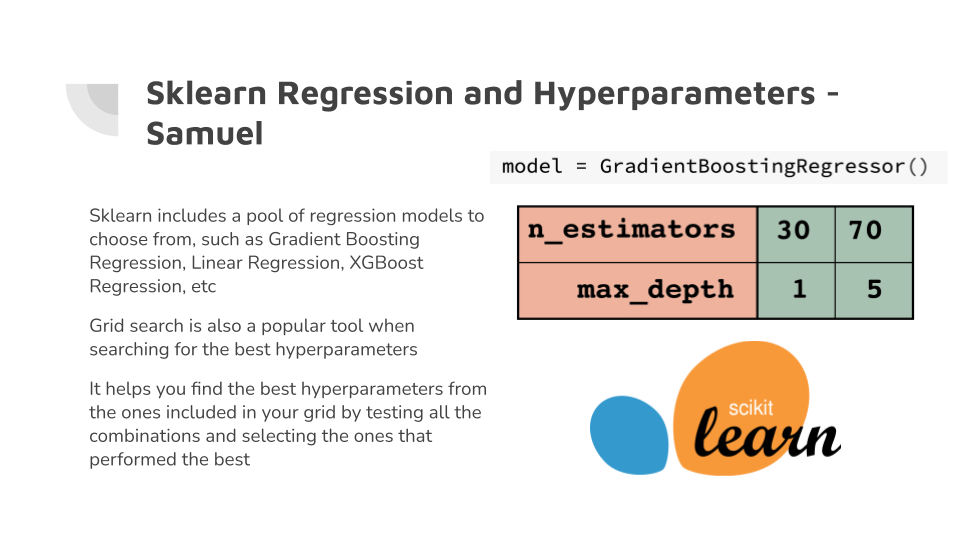 Sklearn Regression and Hyperparameters -
Samuel
model = GradientBoostingRegressor()
Sklearn includes a pool of regression models to
choose from, such as Gradient Boosting
Regression, Linear Regression, XGBoost
Regression, etc
Grid search is also a popular tool when
searching for the best hyperparameters
It helps you find the best hyperparameters from
the ones included in your grid by testing all the
combinations and selecting the ones that
performed the best
n_estimators 30 70
max_depth 1 5
scikit
learn